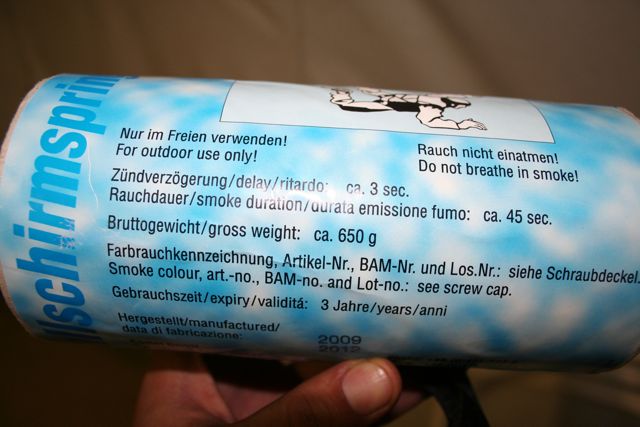 llschirmspring
Nur im Freien verwenden!
For outdoor use only!
Rauch nicht einatmen!
Do not breathe in smoke!
Zündverzögerung/delay/ritardo: ca. 3 sec.
Rauchdauer/smoke duration/durata emissione fumo: ca. 45 sec.
Bruttogewicht/gross weight: ca. 650 g
Farbrauchkennzeichnung, Artikel-Nr., BAM-Nr. und Los.Nr.: siehe Schraubdeckel.
Smoke colour, art.-no., BAM-no. and Lot-no.: see screw cap.
Gebrauchszeit/expiry/validitá: 3 Jahre/years/anni
Hergestellt/manufactured/
data di fabricazione: 2009
2012